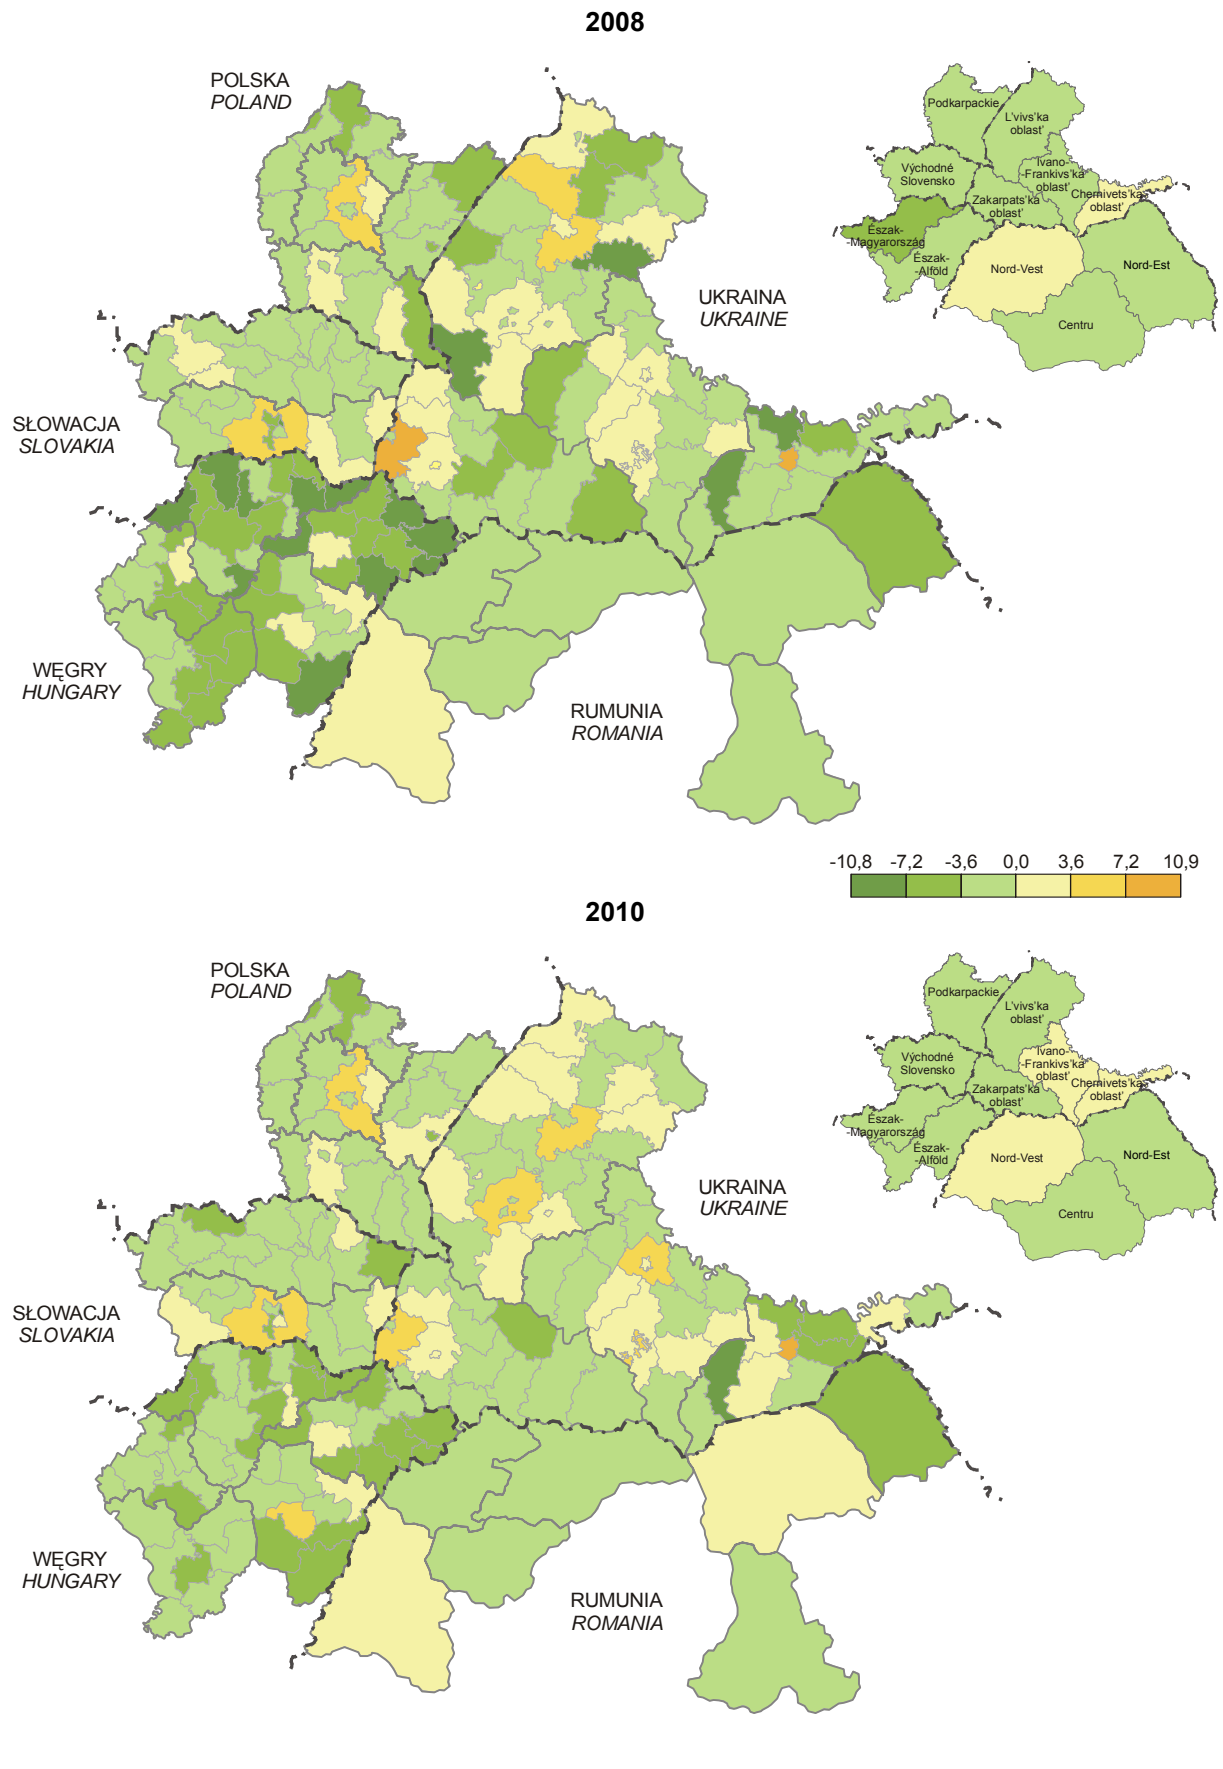 2008
POLSKA
POLAND
Podkarpackie
L'vivs'ka
oblast'
Východné
Slovensko
Ivano-
-Frankivs'ka
oblast'
Zakarpats'ka
oblast'
Chernivets'ka
oblast'
Észak-
-Magyarország
Észak-
-Alföld
Nord-Vest
Nord-Est
Centru
UKRAINA
UKRAINE
SŁOWACJA
SLOVAKIA
WĘGRY
HUNGARY
RUMUNIA
ROMANIA
-10,8 -7,2 -3,6 0,0 3,6 7,2 10,9
2010
POLSKA
POLAND
Podkarpackie
L'vivs'ka
oblast'
Východné
Slovensko
Ivano-
-Frankivs'ka
oblast'
Zakarpats'ka
oblast'
Chernivets'ka
oblast'
Észak-
-Magyarország
Észak-
-Alföld
Nord-Vest
Nord-Est
Centru
UKRAINA
UKRAINE
SŁOWACJA
SLOVAKIA
WĘGRY
HUNGARY
RUMUNIA
ROMANIA